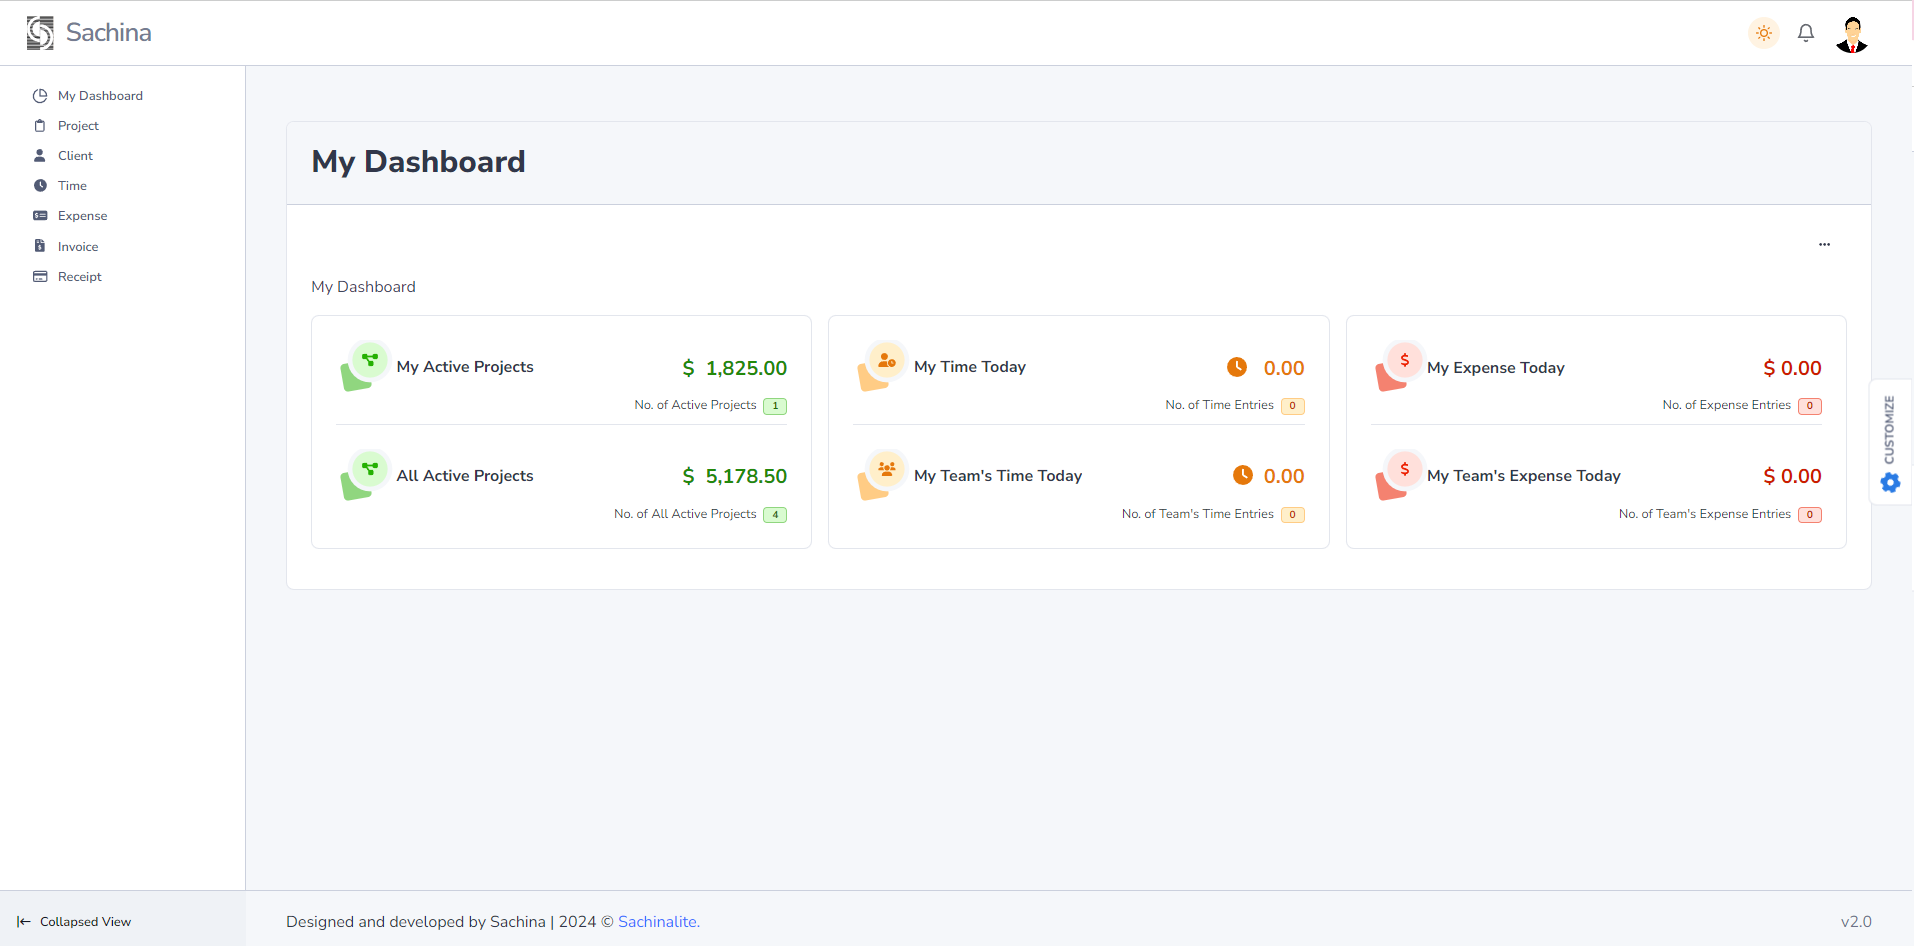 Sachina
My Dashboard
Project
Client
Time
Expense
Invoice
Receipt
My Dashboard
...
My Dashboard
My Active Projects $ 1,825.00
No. of Active Projects 1
All Active Projects $ 5,178.50
No. of All Active Projects 4
My Time Today 0.00
No. of Time Entries 0
My Team's Time Today 0.00
No. of Team's Time Entries 0
My Expense Today $ 0.00
No. of Expense Entries 0
My Team's Expense Today $ 0.00
No. of Team's Expense Entries 0
CUSTOMIZE
Collapsed View
Designed and developed by Sachina | 2024 © Sachinalite.
v2.0